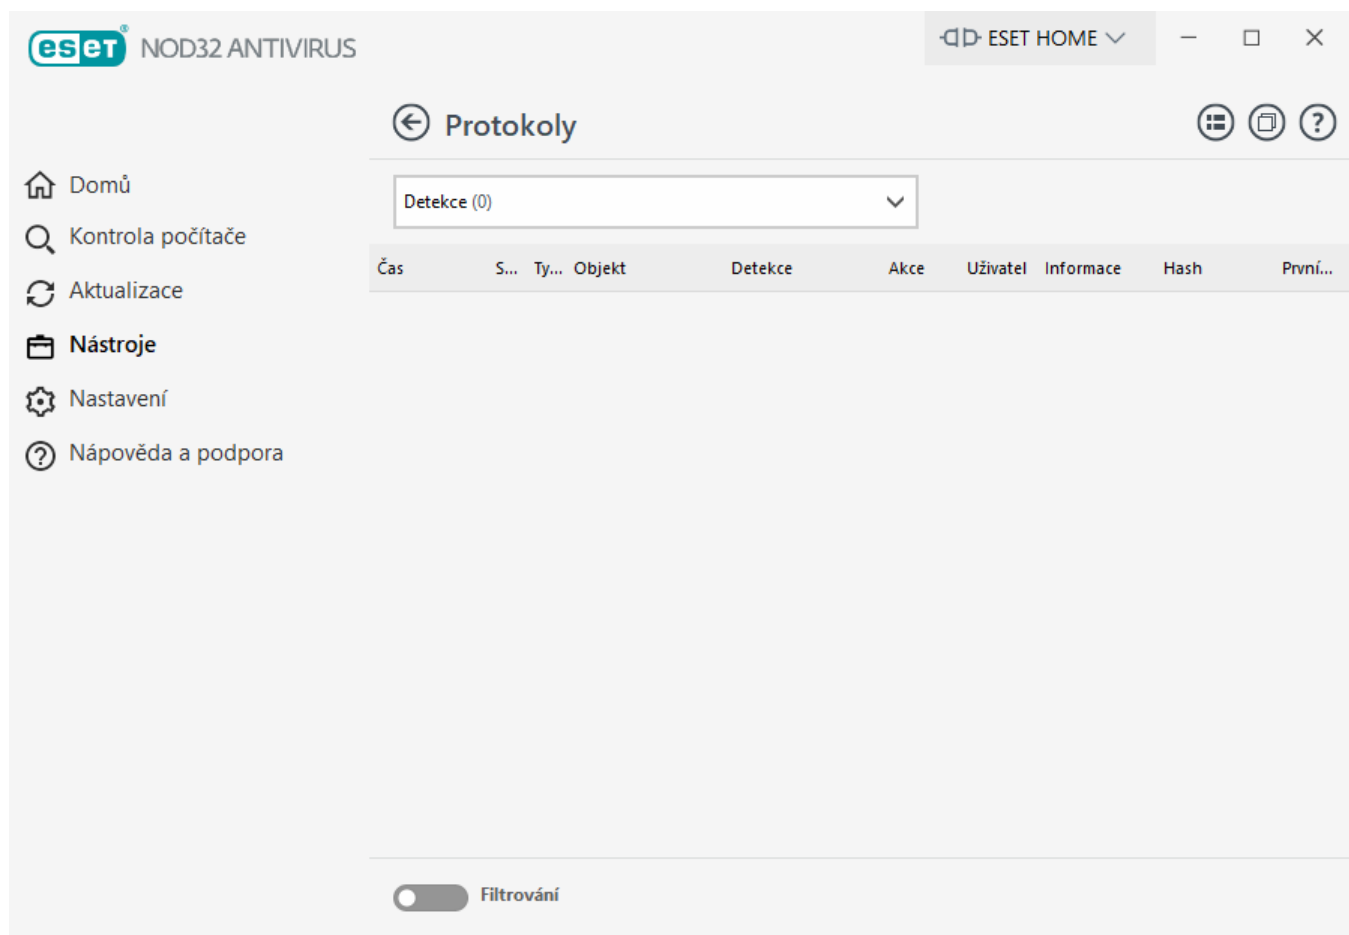 eset® NOD32 ANTIVIRUS
ESET HOME
Protokoly
Domů
Kontrola počítače
Aktualizace
Nástroje
Nastavení
Nápověda a podpora
Detekce (0)
Čas S... Ty... Objekt Detekce Akce Uživatel Informace Hash První...
Filtrování